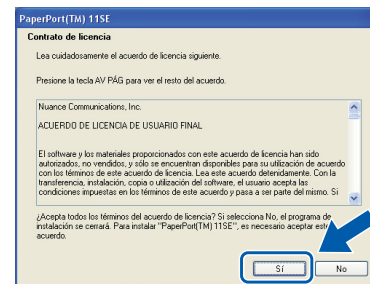 PaperPort(TM) 11SE
Contrato de licencia
Lea cuidadosamente el acuerdo de licencia siguiente.
Presione la tecla AV PÁG para ver el resto del acuerdo.
Nuance Communications, Inc.
ACUERDO DE LICENCIA DE USUARIO FINAL
El software y los materiales proporcionados con este acuerdo de licencia han sido
autorizados, no vendidos, y sólo se encuentran disponibles para su utilización de acuerdo
con los términos de este acuerdo de licencia. Lea este acuerdo detenidamente. Con la
transferencia, instalación, copia o utilización del software, el usuario acepta las
condiciones impuestas en los términos de este acuerdo y pasa a ser parte del mismo. Si
¿Acepta todos los términos del acuerdo de licencia? Si selecciona No, el programa de
instalación se cerrará. Para instalar "PaperPort(TM) 11SE", es necesario aceptar este
acuerdo.
Sí
No